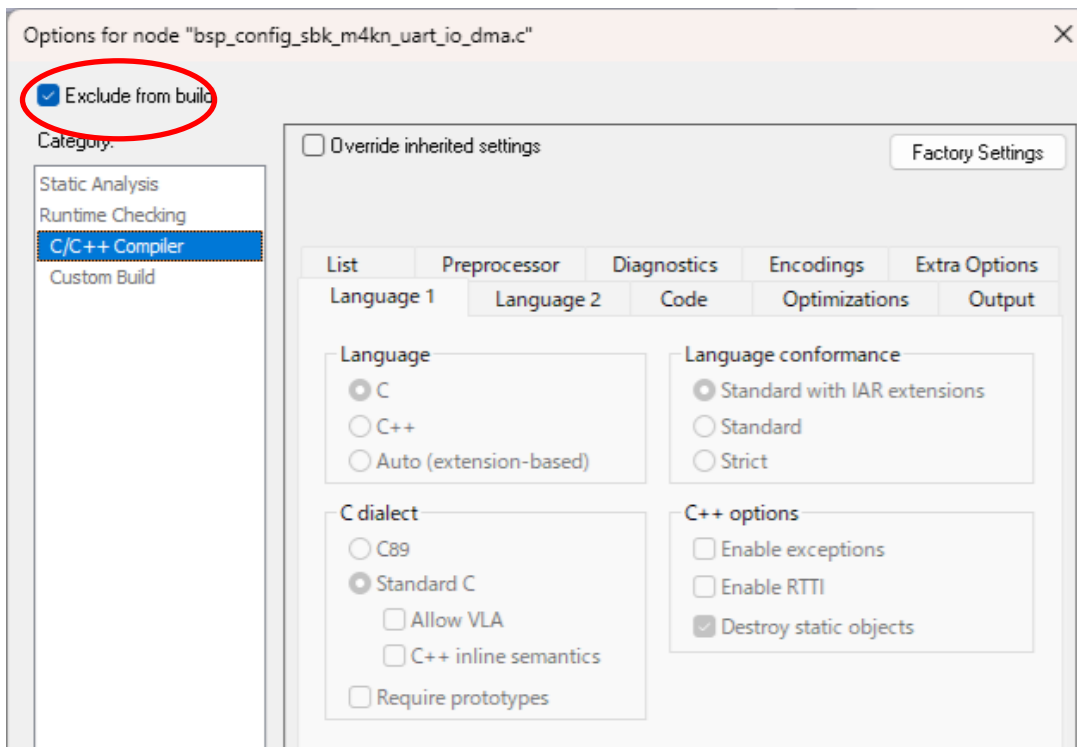 Options for node "bsp_config_sbk_m4kn_uart_io_dma.c"
Exclude from build
Category:
Override inherited settings
Factory Settings
Static Analysis
Runtime Checking
C/C++ Compiler
Custom Build
List Preprocessor Diagnostics Encodings Extra Options
Language 1 Language 2 Code Optimizations Output
Language
C
C++
Auto (extension-based)
Language conformance
Standard with IAR extensions
Standard
Strict
C dialect
C89
Standard C
Allow VLA
C++ inline semantics
Require prototypes
C++ options
Enable exceptions
Enable RTTI
Destroy static objects